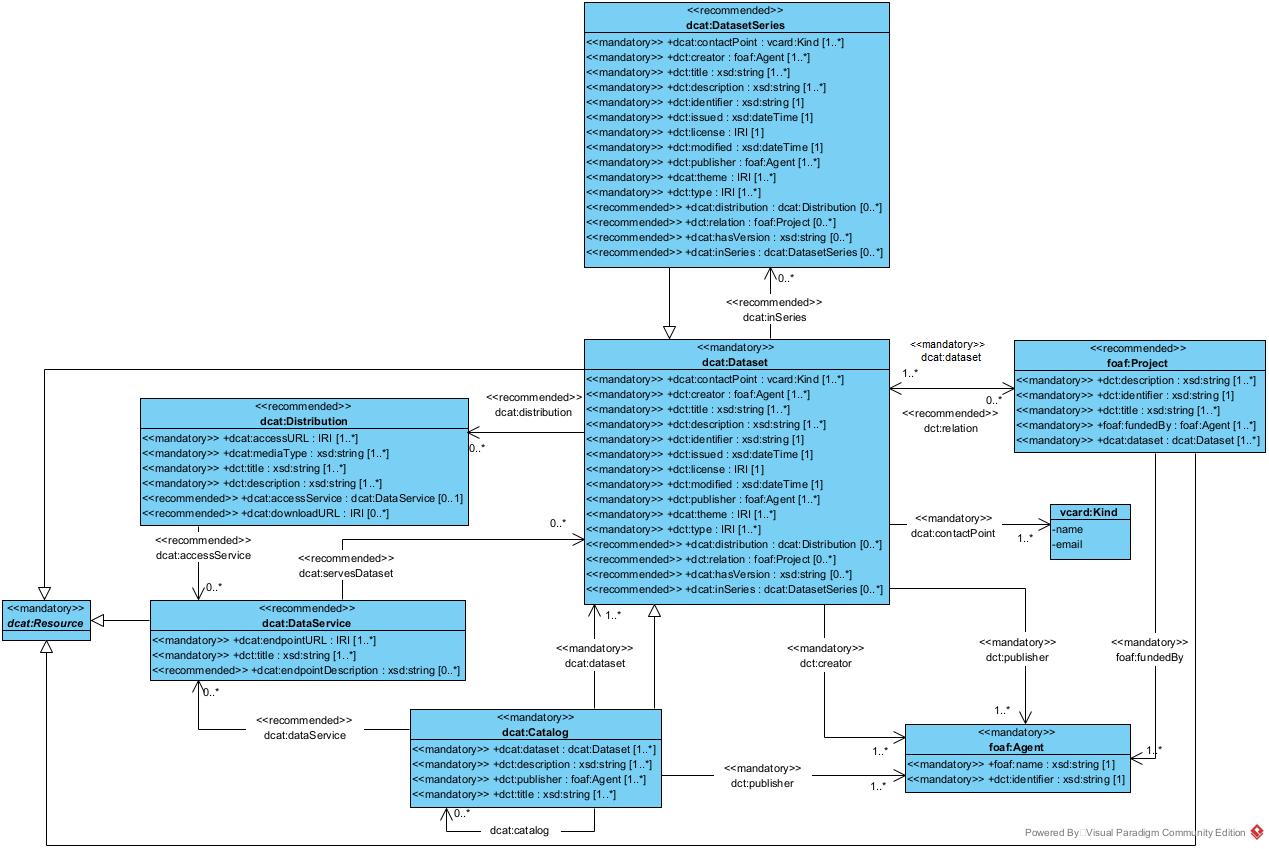 <<recommended>>
dcat:DatasetSeries
<<mandatory>> +dcat:contactPoint : vcard:Kind [1..*]
<<mandatory>> +dct:creator : foaf:Agent [1..*]
<<mandatory>> +dct:title : xsd:string [1..*]
<<mandatory>> +dct:description : xsd:string [1..*]
<<mandatory>> +dct:identifier : xsd:string [1]
<<mandatory>> +dct:issued : xsd:dateTime [1]
<<mandatory>> +dct:license : IRI [1]
<<mandatory>> +dct:modified : xsd:dateTime [1]
<<mandatory>> +dct:publisher : foaf:Agent [1..*]
<<mandatory>> +dcat:theme : IRI [1..*]
<<mandatory>> +dct:type : IRI [1..*]
<<recommended>> +dcat:distribution : dcat:Distribution [0..*]
<<recommended>> +dct:relation : foaf:Project [0..*]
<<recommended>> +dcat:hasVersion : xsd:string [0..*]
<<recommended>> +dcat:inSeries : dcat:DatasetSeries [0..*]
0..*
<<recommended>>
dcat:inSeries
<<mandatory>>
dcat:Dataset
<<mandatory>> +dcat:contactPoint : vcard:Kind [1..*]
<<mandatory>> +dct:creator : foaf:Agent [1..*]
<<mandatory>> +dct:title : xsd:string [1..*]
<<mandatory>> +dct:description : xsd:string [1..*]
<<mandatory>> +dct:identifier : xsd:string [1]
<<mandatory>> +dct:issued : xsd:dateTime [1]
<<mandatory>> +dct:license : IRI [1]
<<mandatory>> +dct:modified : xsd:dateTime [1]
<<mandatory>> +dct:publisher : foaf:Agent [1..*]
<<mandatory>> +dcat:theme : IRI [1..*]
<<mandatory>> +dct:type : IRI [1..*]
<<recommended>> +dcat:distribution : dcat:Distribution [0..*]
<<recommended>> +dct:relation : foaf:Project [0..*]
<<recommended>> +dcat:hasVersion : xsd:string [0..*]
<<recommended>> +dcat:inSeries : dcat:DatasetSeries [0..*]
<<mandatory>>
dcat:dataset
1..*
0..*
<<recommended>>
dct:relation
<<recommended>>
foaf:Project
<<mandatory>> +dct:description : xsd:string [1..*]
<<mandatory>> +dct:identifier : xsd:string [1]
<<mandatory>> +dct:title : xsd:string [1..*]
<<mandatory>> +foaf:fundedBy : foaf:Agent [1..*]
<<mandatory>> +dcat:dataset : dcat:Dataset [1..*]
<<recommended>>
dcat:distribution
0..*
<<recommended>>
dcat:Distribution
<<mandatory>> +dcat:accessURL : IRI [1..*]
<<mandatory>> +dcat:mediaType : xsd:string [1..*]
<<mandatory>> +dct:title : xsd:string [1..*]
<<mandatory>> +dct:description : xsd:string [1..*]
<<recommended>> +dcat:accessService : dcat:DataService [0..1]
<<recommended>> +dcat:downloadURL : IRI [0..*]
<<recommended>>
dcat:accessService
0..*
<<recommended>>
dcat:servesDataset
0..*
<<mandatory>>
dcat:contactPoint
1..*
vcard:Kind
-name
-email
<<mandatory>>
dcat:Resource
<<recommended>>
dcat:DataService
<<mandatory>> +dcat:endpointURL : IRI [1..*]
<<mandatory>> +dct:title : xsd:string [1..*]
<<recommended>> +dcat:endpointDescription : xsd:string [0..*]
0..*
<<recommended>>
dcat:dataService
1..*
<<mandatory>>
dcat:dataset
<<mandatory>>
dct:creator
1..*
<<mandatory>>
dct:publisher
1..*
<<mandatory>>
foaf:fundedBy
1..*
<<mandatory>>
dcat:Catalog
<<mandatory>> +dcat:dataset : dcat:Dataset [1..*]
<<mandatory>> +dct:description : xsd:string [1..*]
<<mandatory>> +dct:publisher : foaf:Agent [1..*]
<<mandatory>> +dct:title : xsd:string [1..*]
0..*
dcat:catalog
<<mandatory>>
dct:publisher
1..*
<<mandatory>>
foaf:Agent
<<mandatory>> +foaf:name : xsd:string [1]
<<mandatory>> +dct:identifier : xsd:string [1]
Powered By Visual Paradigm Community Edition